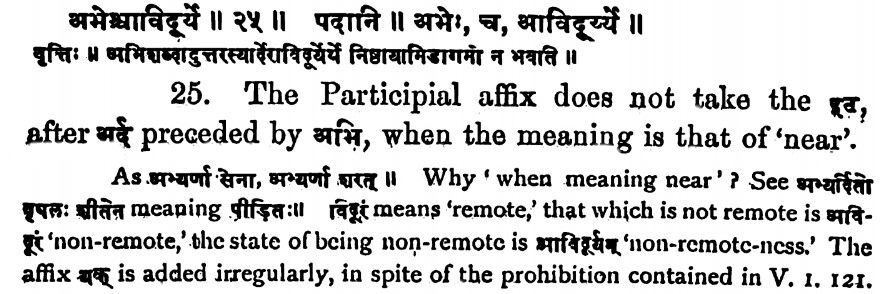 अभेश्चाविदूर्ये ॥ २५ ॥ पदानि ॥ अभेः, च, आविदूर्य्ये ॥
वृत्तिः ॥ अभिशब्दादुत्तरस्यार्देराविदूर्येर्ये निष्ठायामिडागमो न भवति ॥
25. The Participial affix does not take the इट्,
after अर्द preceded by अभि, when the meaning is that of 'near'.
As अभ्यर्णा सेना, अभ्यर्णा शरत् ॥ Why 'when meaning near'? See अभ्यर्दितो
वृषलः शीतेन meaning पीडितः॥ विदूरं means 'remote,' that which is not remote is अवि-
दूरं 'non-remote,' the state of being non-remote is आविदूर्यम् 'non-remote-ness.' The
affix ष्यञ् is added irregularly, in spite of the prohibition contained in V. 1. 121.